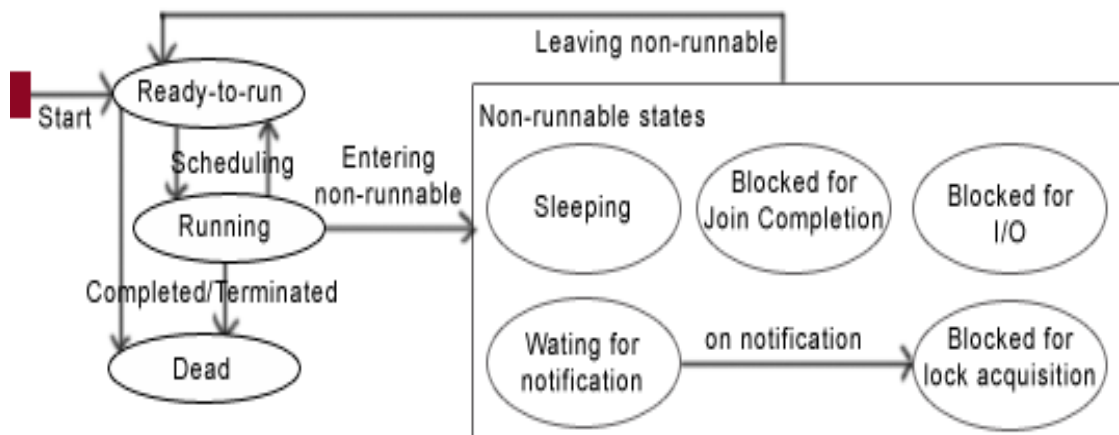 Leaving non-runnable
Ready-to-run
Start
Non-runnable states
Scheduling
Entering
non-runnable
Sleeping
Blocked for
Join Completion
Blocked for
I/O
Running
Completed/Terminated
Wating for
notification
on notification
Blocked for
lock acquisition
Dead